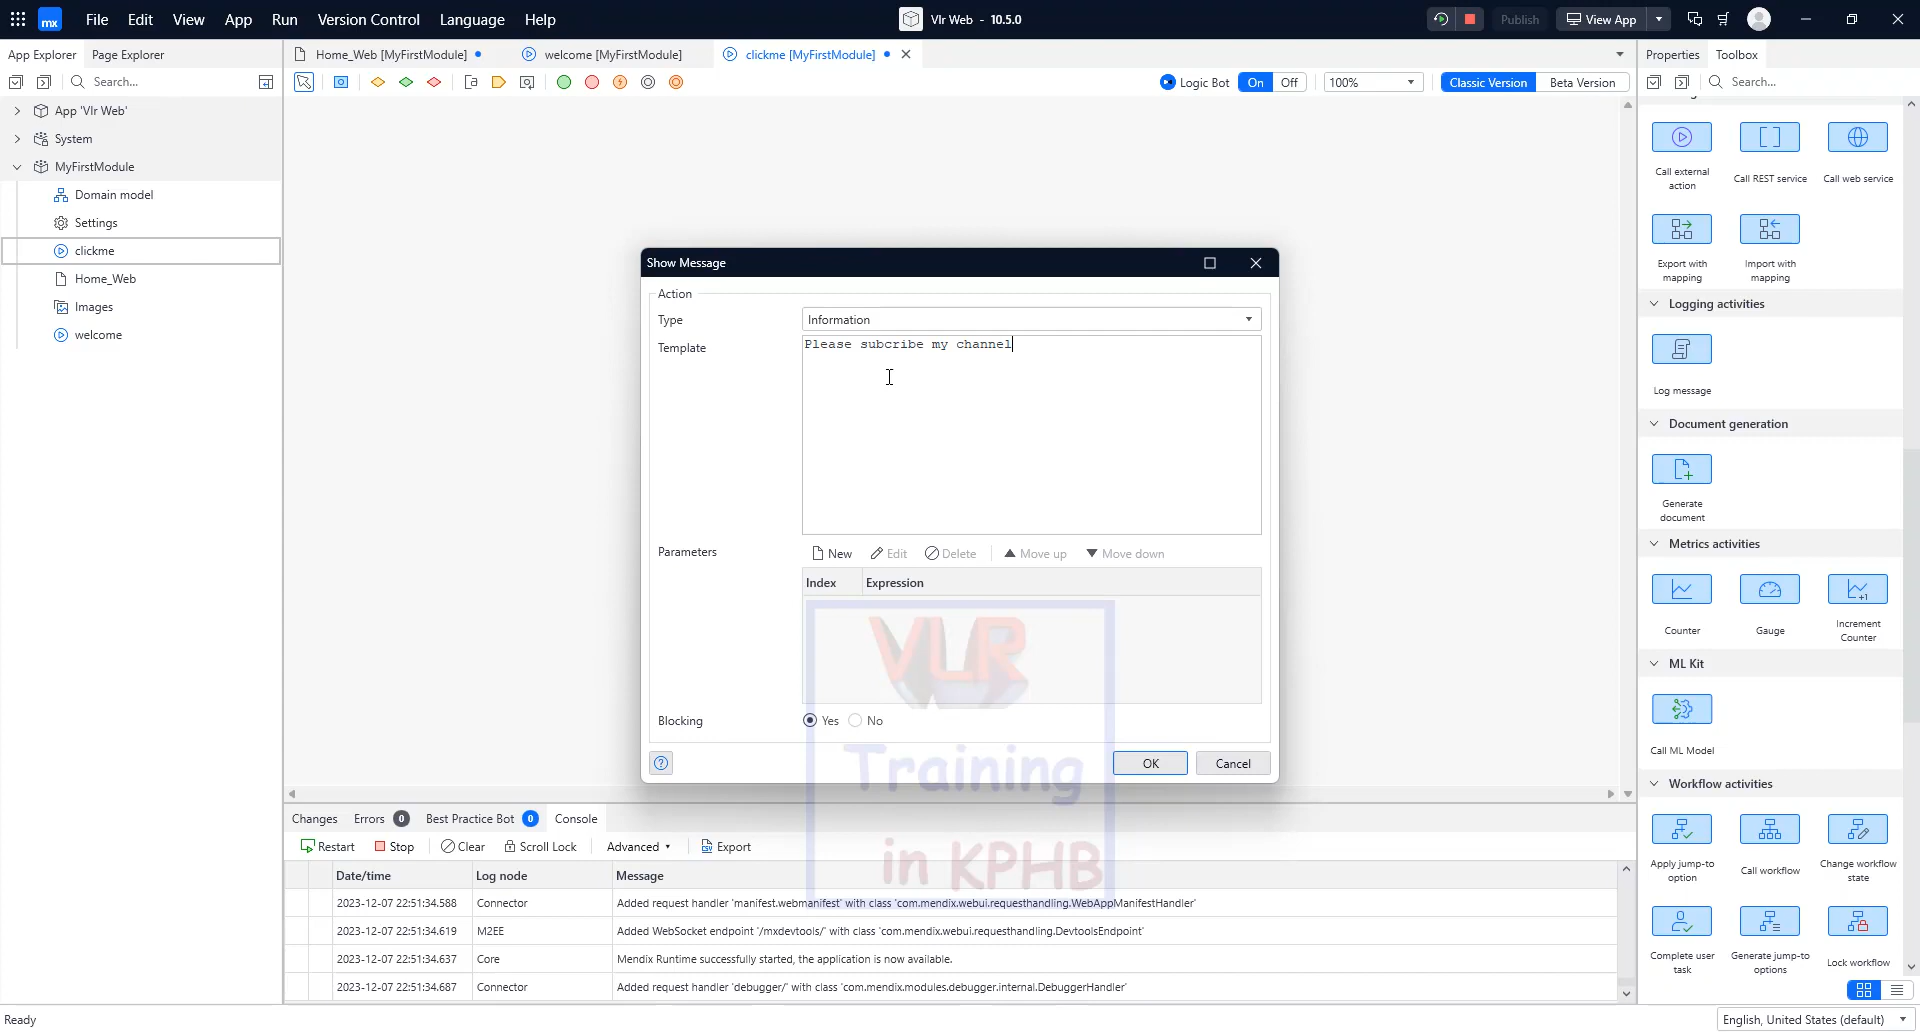 File Edit View App Run Version Control Language Help
Vlr Web - 10.5.0
Publish View App
App Explorer Page Explorer
Home_Web [MyFirstModule]
welcome [MyFirstModule]
clickme [MyFirstModule]
Properties Toolbox
Search...
Logic Bot On Off 100% Classic Version Beta Version
Search...
App 'Vlr Web'
System
MyFirstModule
Domain model
Settings
clickme
Home_Web
Images
welcome
Show Message
Action
Type Information
Template Please subcribe my channel
Parameters New Edit Delete Move up Move down
Index Expression
Blocking Yes No
OK Cancel
VLR
Training
in KPHB
Call external action
Call REST service
Call web service
Export with mapping
Import with mapping
Logging activities
Log message
Document generation
Generate document
Metrics activities
Counter
Gauge
Increment Counter
+1
ML Kit
Call ML Model
Workflow activities
Apply jump-to option
Call workflow
Change workflow state
Complete user task
Generate jump-to options
Lock workflow
Changes Errors 0 Best Practice Bot 0 Console
Restart Stop Clear Scroll Lock Advanced Export
Date/time Log node Message
2023-12-07 22:51:34.588 Connector Added request handler 'manifest.webmanifest' with class 'com.mendix.webui.requesthandling.WebAppManifestHandler'
2023-12-07 22:51:34.619 M2EE Added WebSocket endpoint '/mxdevtools/' with class 'com.mendix.webui.requesthandling.DevtoolsEndpoint'
2023-12-07 22:51:34.637 Core Mendix Runtime successfully started, the application is now available.
2023-12-07 22:51:34.687 Connector Added request handler 'debugger/' with class 'com.mendix.modules.debugger.internal.DebuggerHandler'
Ready
English, United States (default)